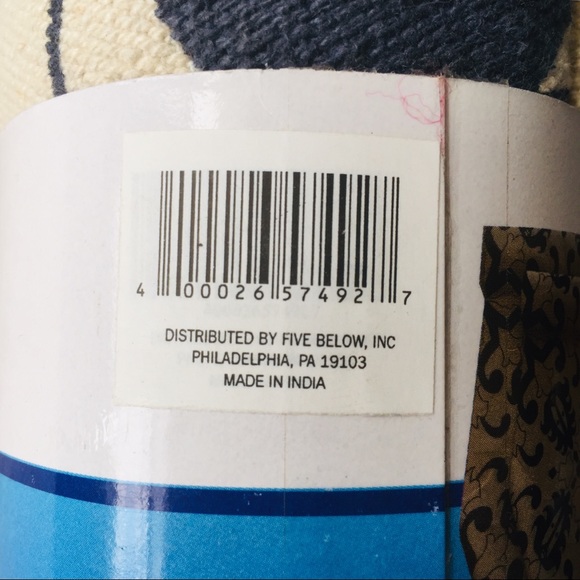 4 00026 57492 7
DISTRIBUTED BY FIVE BELOW, INC
PHILADELPHIA, PA 19103
MADE IN INDIA